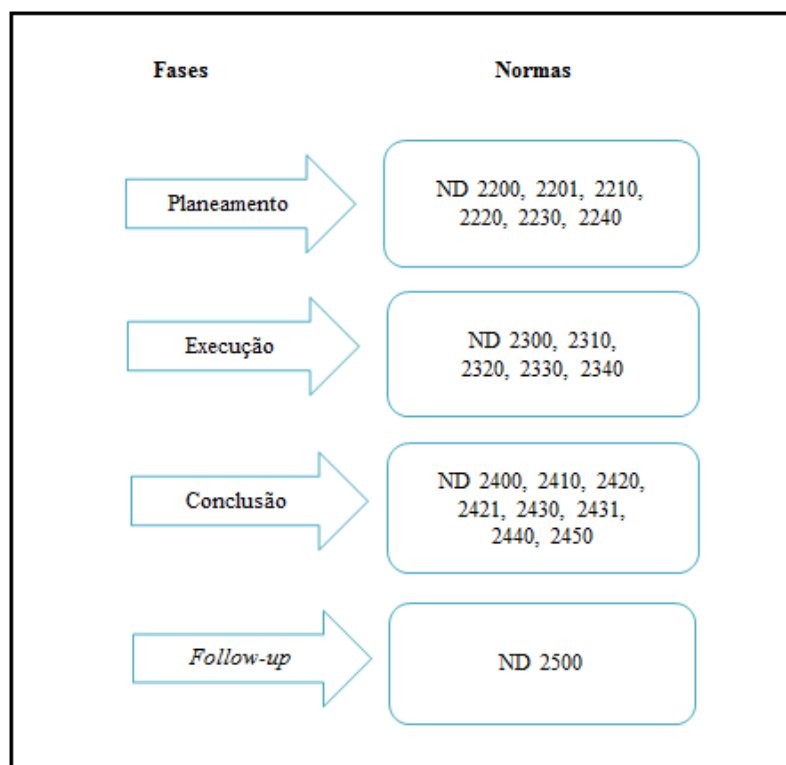 Fases
Normas
Planeamento
ND 2200, 2201, 2210,
2220, 2230, 2240
Execução
ND 2300, 2310,
2320, 2330, 2340
Conclusão
ND 2400, 2410, 2420,
2421, 2430, 2431,
2440, 2450
Follow-up
ND 2500